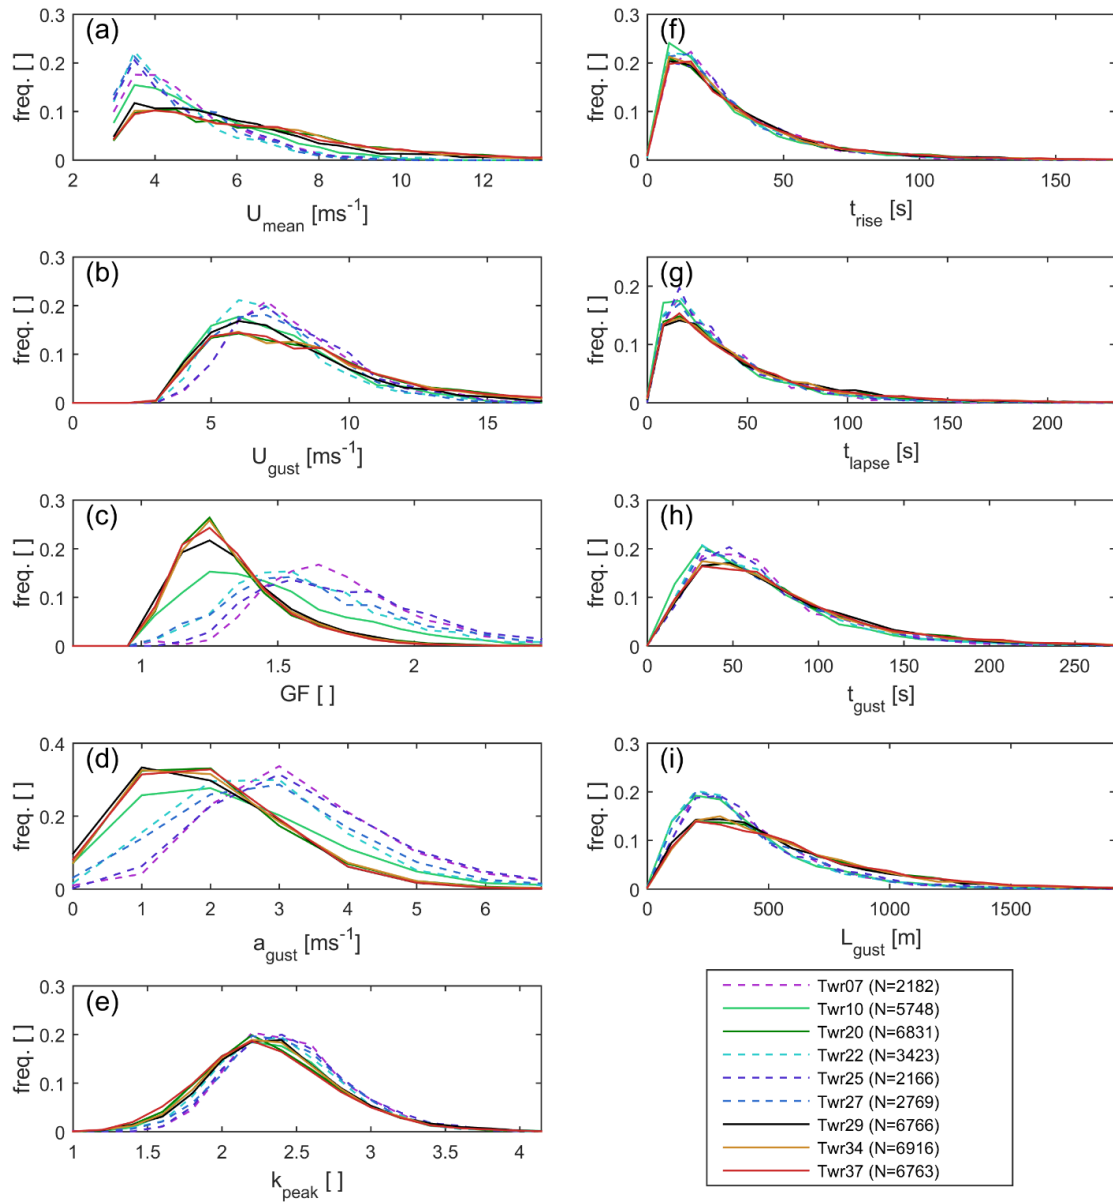 (a)
freq. [ ]
0.3
0.2
0.1
0
2 4 6 8 10 12
U_mean [ms^-1]
(b)
freq. [ ]
0.3
0.2
0.1
0
0 5 10 15
U_gust [ms^-1]
(c)
freq. [ ]
0.3
0.2
0.1
0
1 1.5 2
GF [ ]
(d)
freq. [ ]
0.4
0.2
0
0 1 2 3 4 5 6
a_gust [ms^-1]
(e)
freq. [ ]
0.3
0.2
0.1
0
1 1.5 2 2.5 3 3.5 4
k_peak [ ]
(f)
freq. [ ]
0.3
0.2
0.1
0
0 50 100 150
t_rise [s]
(g)
freq. [ ]
0.2
0.1
0
0 50 100 150 200
t_lapse [s]
(h)
freq. [ ]
0.3
0.2
0.1
0
0 50 100 150 200 250
t_gust [s]
(i)
freq. [ ]
0.3
0.2
0.1
0
0 500 1000 1500
L_gust [m]
Twr07 (N=2182)
Twr10 (N=5748)
Twr20 (N=6831)
Twr22 (N=3423)
Twr25 (N=2166)
Twr27 (N=2769)
Twr29 (N=6766)
Twr34 (N=6916)
Twr37 (N=6763)